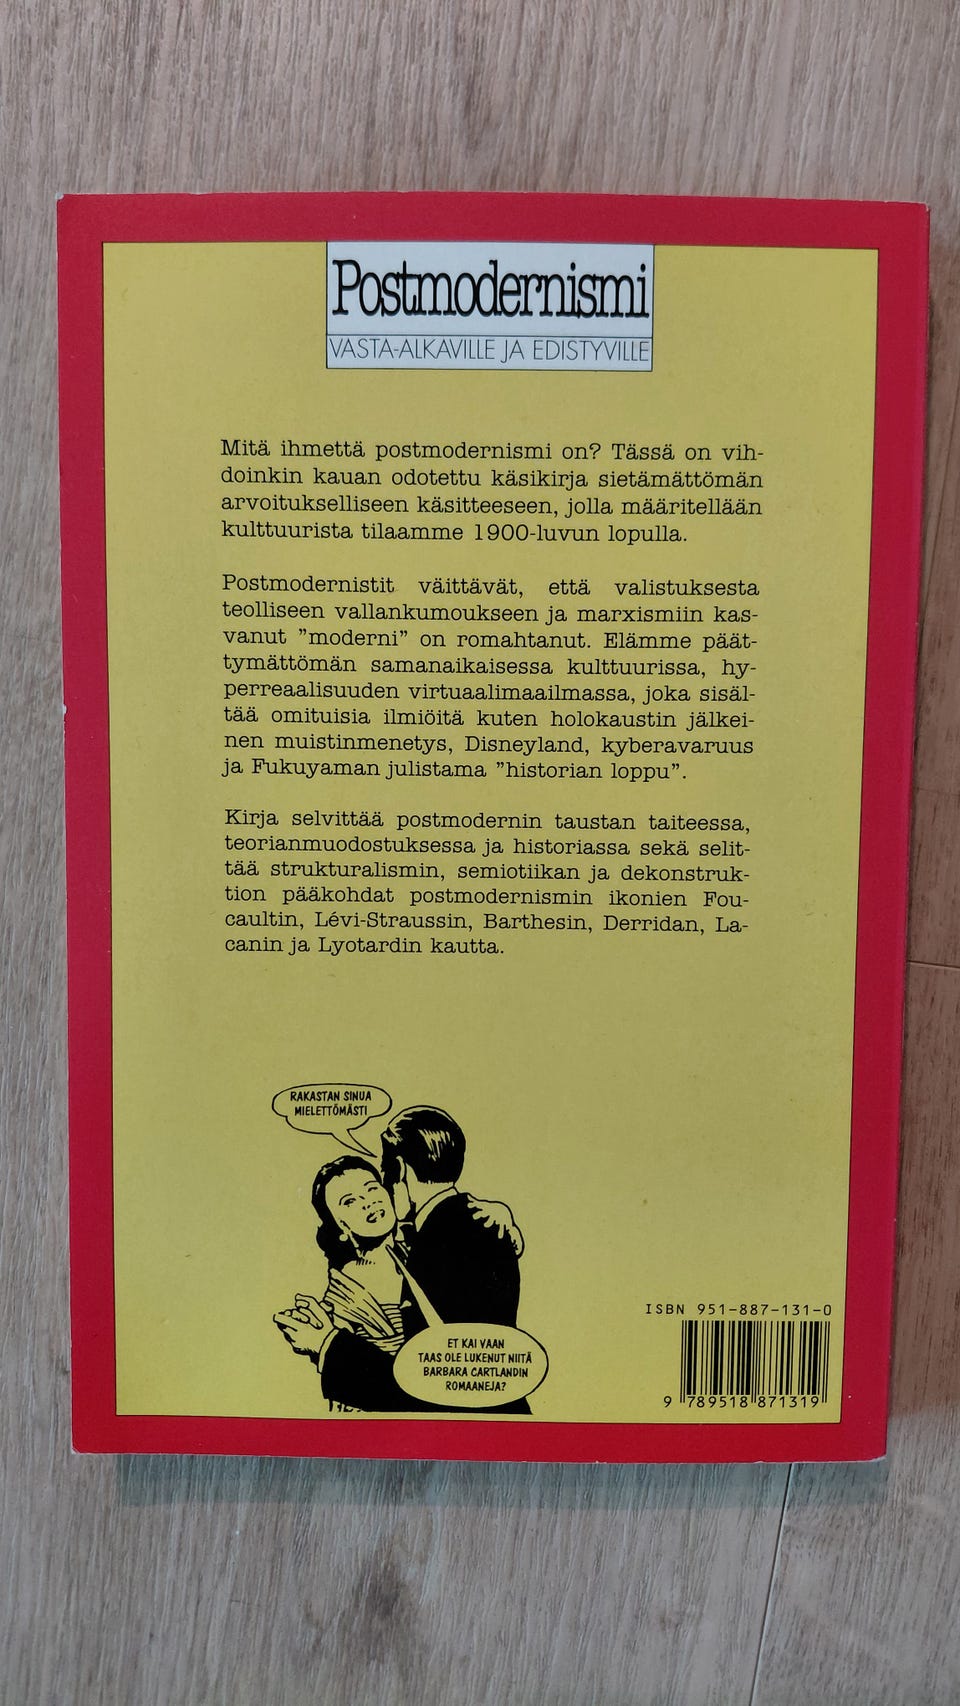 Postmodernismi
VASTA-ALKAVILLE JA EDISTYVILLE
Mitä ihmettä postmodernismi on? Tässä on vih-
doinkin kauan odotettu käsikirja sietämättömän
arvoitukselliseen käsitteeseen, jolla määritellään
kulttuurista tilaamme 1900-luvun lopulla.
Postmodernistit väittävät, että valistuksesta
teolliseen vallankumoukseen ja marxismiin kas-
vanut ”moderni” on romahtanut. Elämme päät-
tymättömän samanaikaisessa kulttuurissa, hy-
perreaalisuuden virtuaalimaailmassa, joka sisäl-
tää omituisia ilmiöitä kuten holokaustin jälkei-
nen muistinmenetys, Disneyland, kyberavaruus
ja Fukuyaman julistama ”historian loppu”.
Kirja selvittää postmodernin taustan taiteessa,
teorianmuodostuksessa ja historiassa sekä selit-
tää strukturalismin, semiotiikan ja dekonstruk-
tion pääkohdat postmodernismin ikonien Fou-
caultin, Lévi-Straussin, Barthesin, Derridan, La-
canin ja Lyotardin kautta.
RAKASTAN SINUA
MIELETTÖMÄSTI
ET KAI VAAN
TAAS OLE LUKENUT NIITÄ
BARBARA CARTLANDIN
ROMAANEJA?
ISBN 951-887-131-0
9 789518 871319